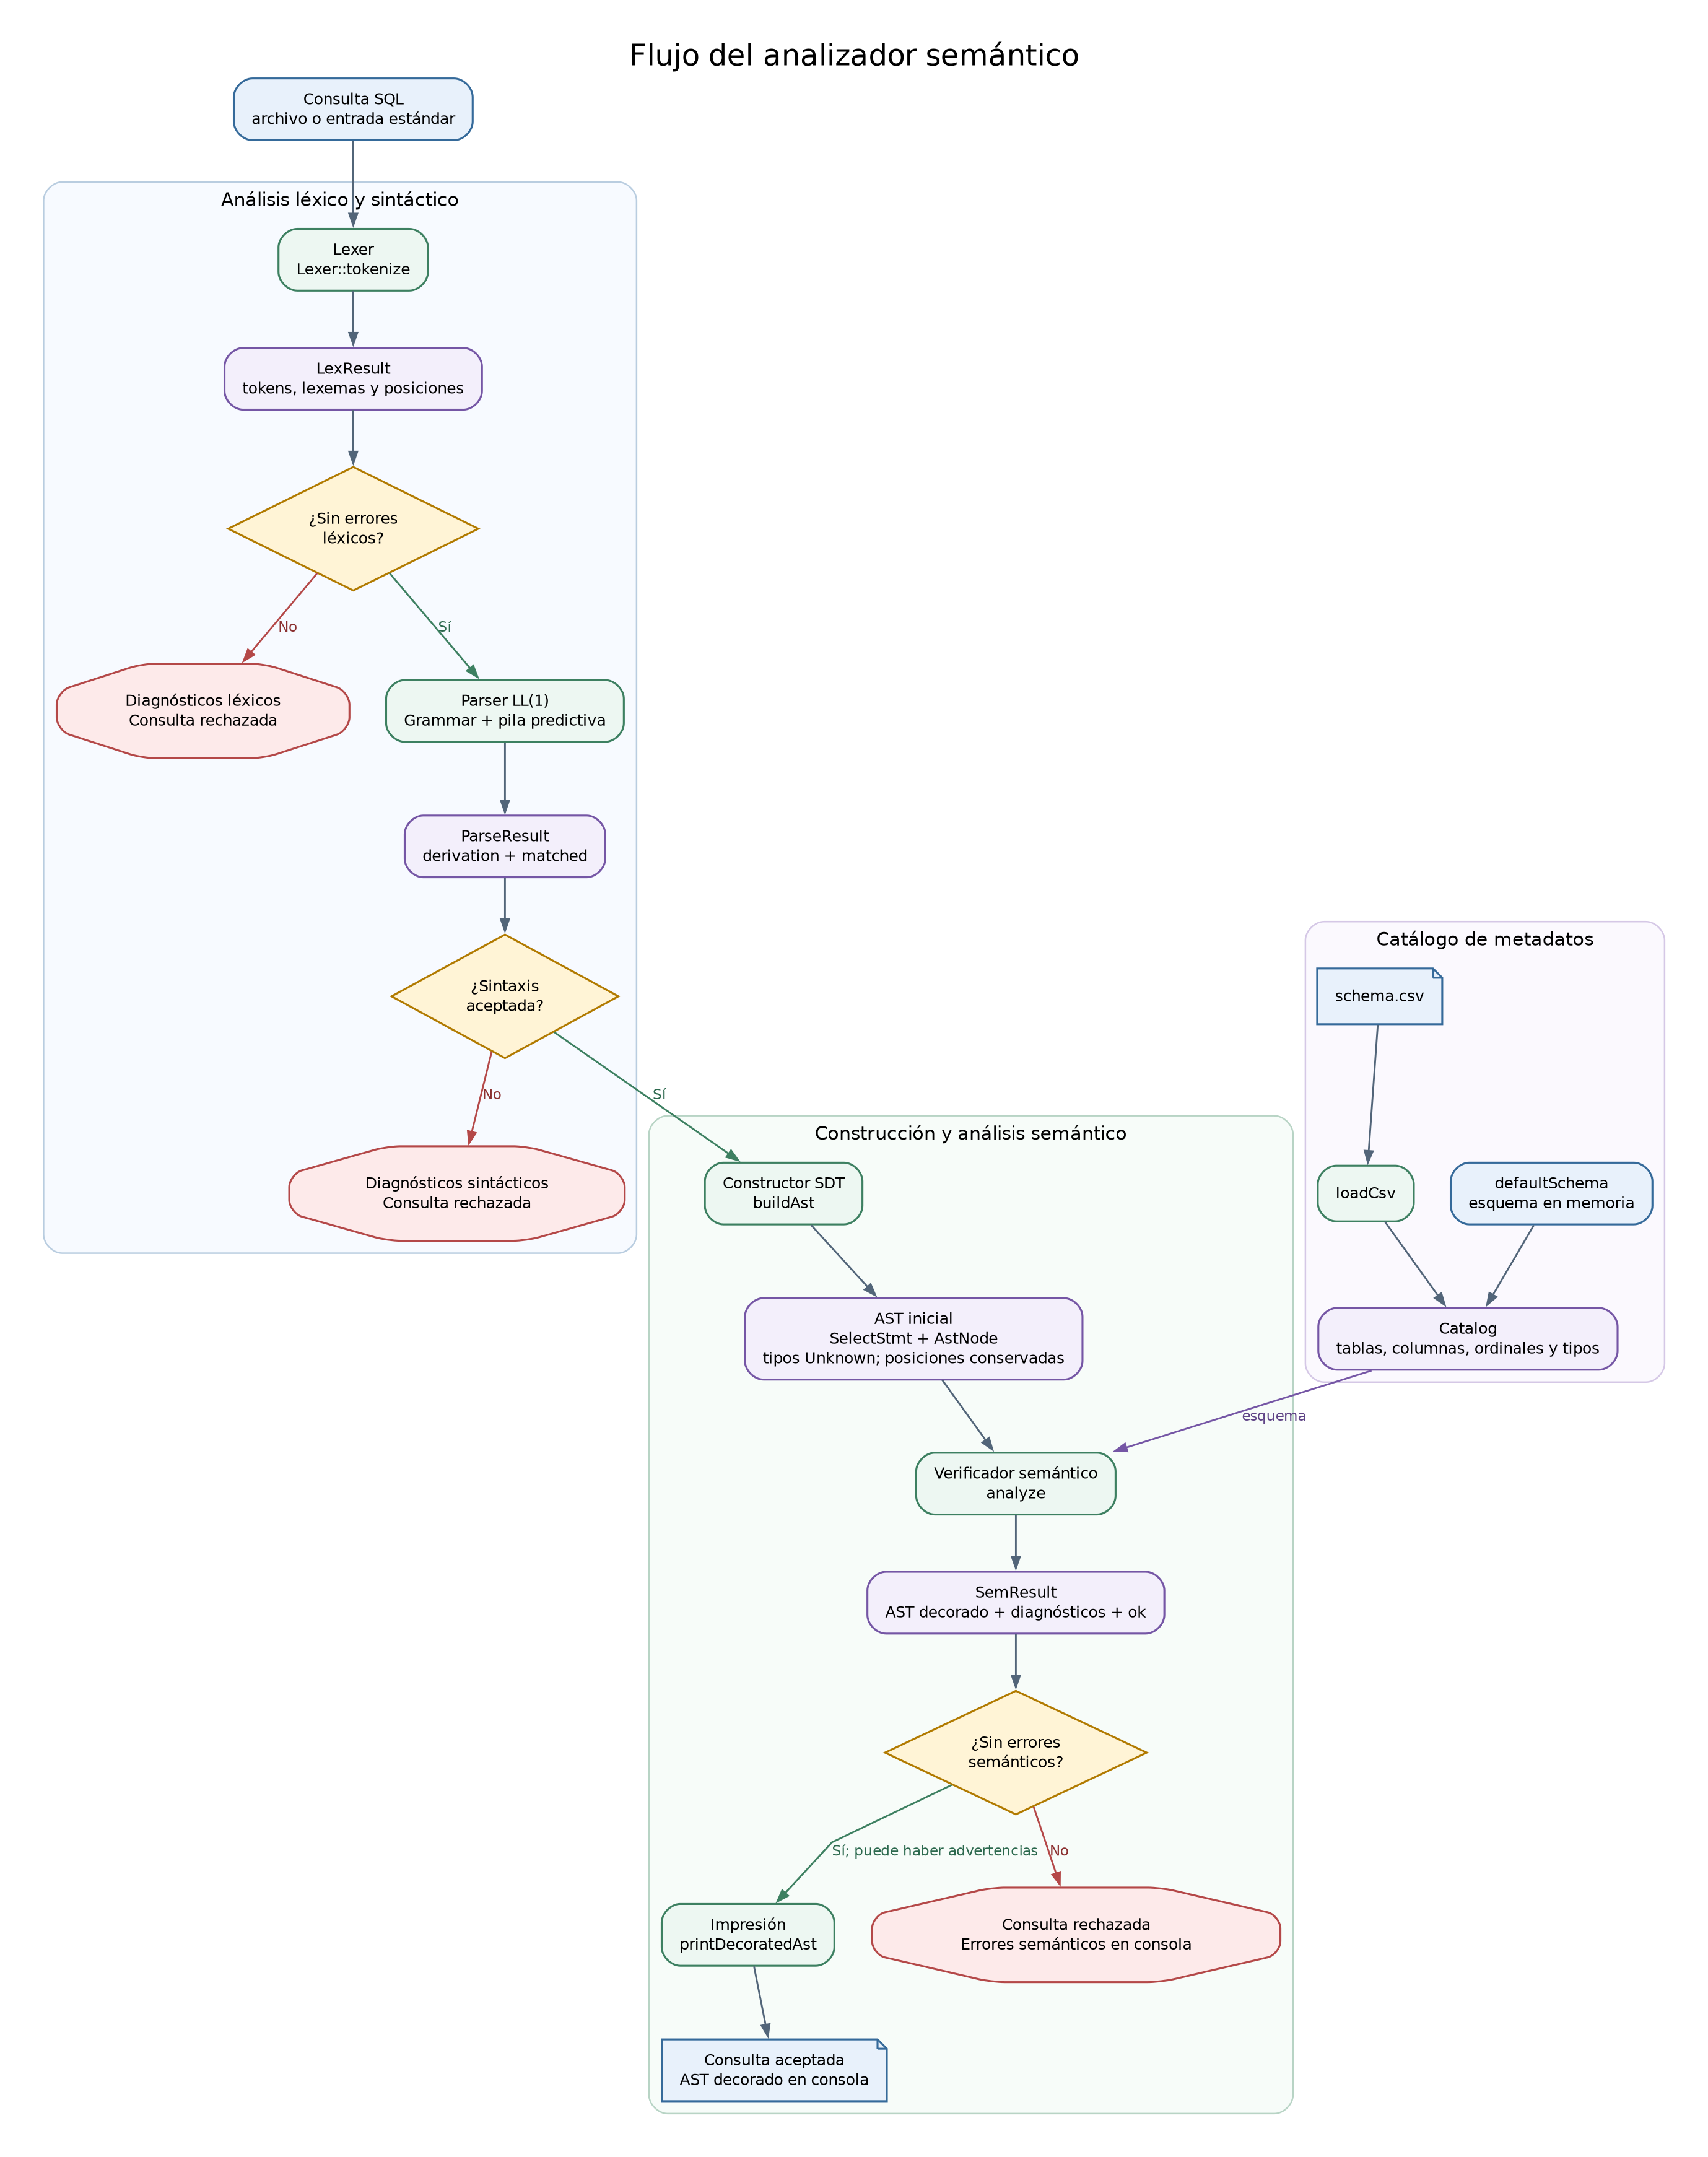 Flujo del analizador semántico
Consulta SQL
archivo o entrada estándar
Análisis léxico y sintáctico
Lexer
Lexer::tokenize
LexResult
tokens, lexemas y posiciones
¿Sin errores
léxicos?
No
Sí
Diagnósticos léxicos
Consulta rechazada
Parser LL(1)
Grammar + pila predictiva
ParseResult
derivation + matched
¿Sintaxis
aceptada?
No
Sí
Diagnósticos sintácticos
Consulta rechazada
Catálogo de metadatos
schema.csv
loadCsv
defaultSchema
esquema en memoria
Catalog
tablas, columnas, ordinales y tipos
esquema
Construcción y análisis semántico
Constructor SDT
buildAst
AST inicial
SelectStmt + AstNode
tipos Unknown; posiciones conservadas
Verificador semántico
analyze
SemResult
AST decorado + diagnósticos + ok
¿Sin errores
semánticos?
Sí; puede haber advertencias
No
Impresión
printDecoratedAst
Consulta rechazada
Errores semánticos en consola
Consulta aceptada
AST decorado en consola